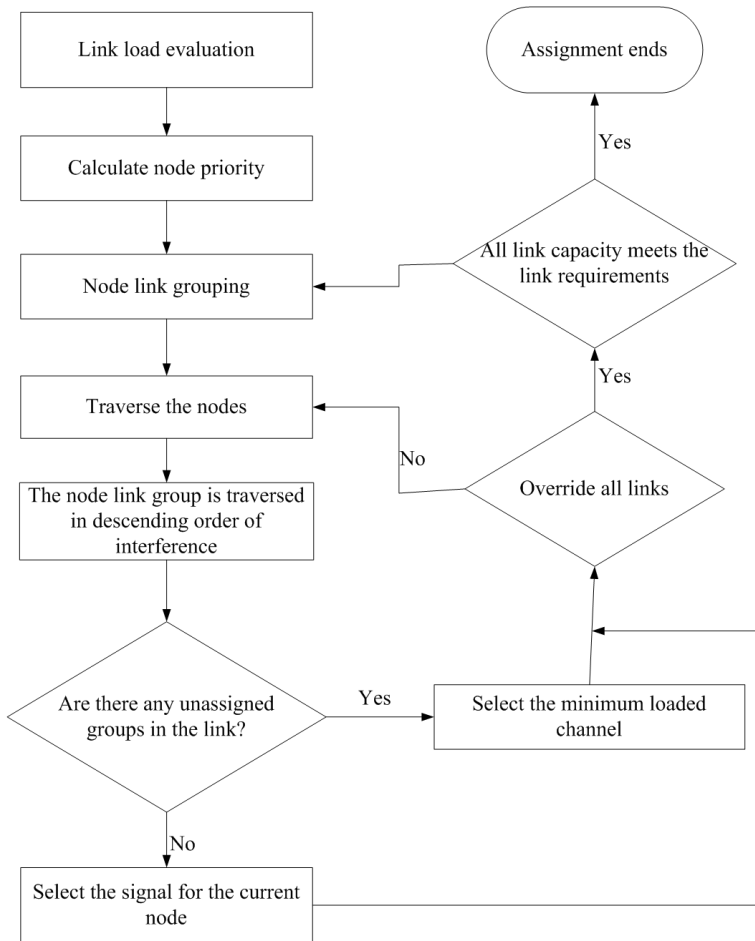 Link load evaluation
Assignment ends
Yes
Calculate node priority
All link capacity meets the
link requirements
Node link grouping
Yes
Traverse the nodes
No
Override all links
The node link group is traversed
in descending order of
interference
Are there any unassigned
groups in the link?
Yes
Select the minimum loaded
channel
No
Select the signal for the current
node